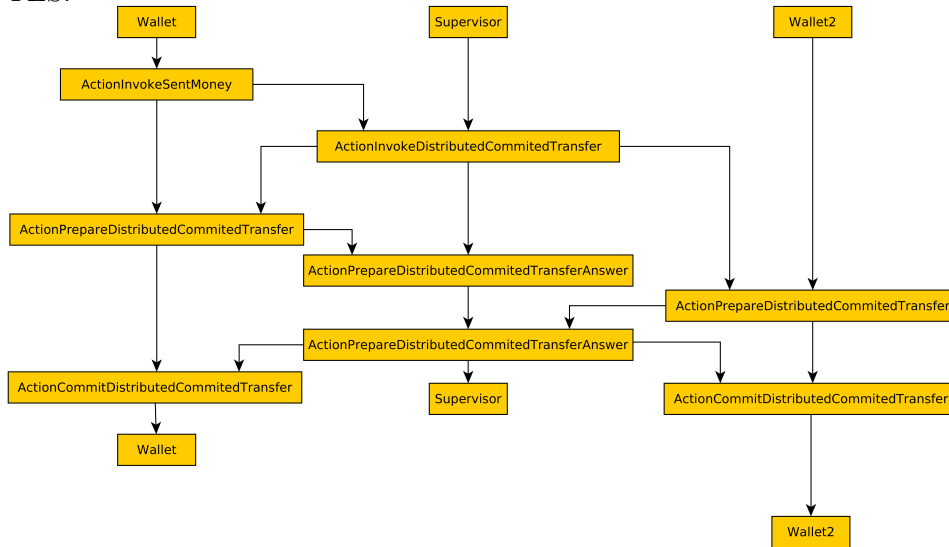 Wallet
Supervisor
Wallet2
ActionInvokeSentMoney
ActionInvokeDistributedCommitedTransfer
ActionPrepareDistributedCommitedTransfer
ActionPrepareDistributedCommitedTransferAnswer
ActionPrepareDistributedCommitedTransfer
ActionPrepareDistributedCommitedTransferAnswer
ActionCommitDistributedCommitedTransfer
Supervisor
ActionCommitDistributedCommitedTransfer
Wallet
Wallet2